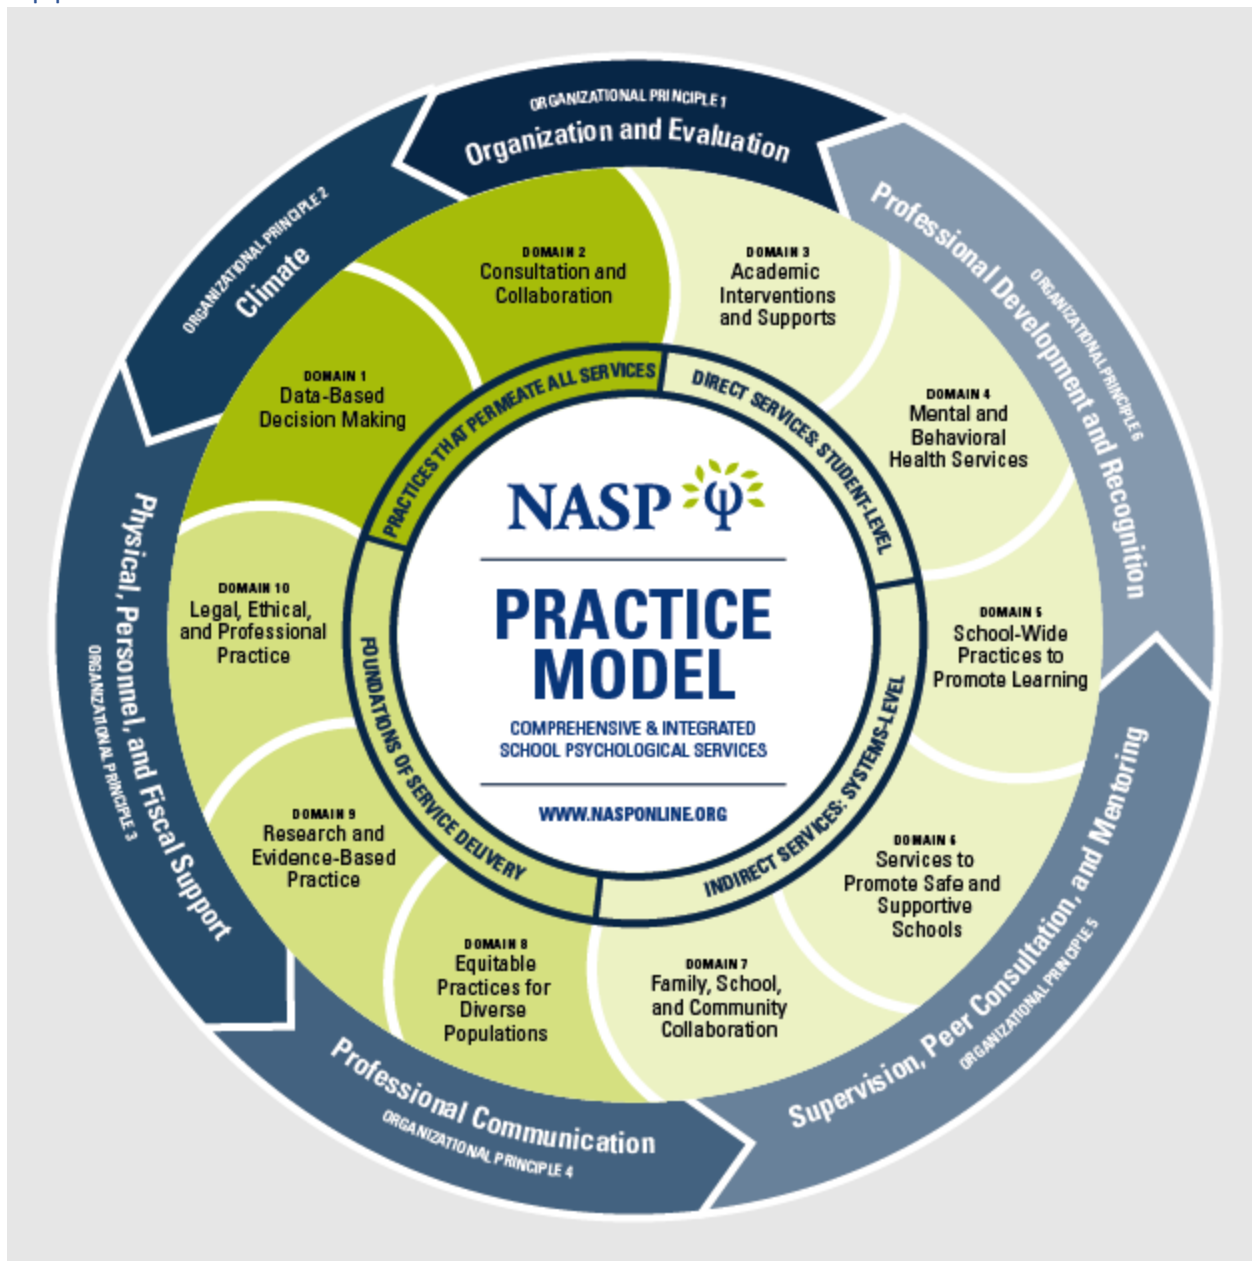 ORGANIZATIONAL PRINCIPLE 1
Organization and Evaluation
ORGANIZATIONAL PRINCIPLE 2
Climate
ORGANIZATIONAL PRINCIPLE 6
Professional Development and Recognition
DOMAIN 2
Consultation and
Collaboration
DOMAIN 3
Academic
Interventions
and Supports
DOMAIN 1
Data-Based
Decision Making
DOMAIN 4
Mental and
Behavioral
Health Services
PRACTICES THAT PERMEATE ALL SERVICES
DIRECT SERVICES: STUDENT-LEVEL
NASP
PRACTICE
MODEL
COMPREHENSIVE & INTEGRATED
SCHOOL PSYCHOLOGICAL SERVICES
WWW.NASPONLINE.ORG
DOMAIN 10
Legal, Ethical,
and Professional
Practice
DOMAIN 5
School-Wide
Practices to
Promote Learning
FOUNDATIONS OF SERVICE DELIVERY
INDIRECT SERVICES: SYSTEMS-LEVEL
DOMAIN 9
Research and
Evidence-Based
Practice
DOMAIN 6
Services to
Promote Safe and
Supportive
Schools
DOMAIN 8
Equitable
Practices for
Diverse
Populations
DOMAIN 7
Family, School,
and Community
Collaboration
Physical, Personnel, and Fiscal Support
ORGANIZATIONAL PRINCIPLE 3
Professional Communication
ORGANIZATIONAL PRINCIPLE 4
Supervision, Peer Consultation, and Mentoring
ORGANIZATIONAL PRINCIPLE 5